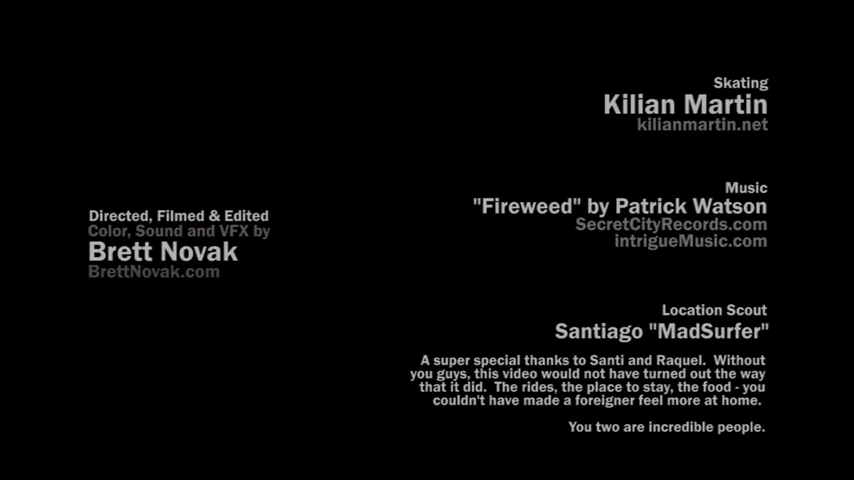 Skating
Kilian Martin
kilianmartin.net
Music
"Fireweed" by Patrick Watson
SecretCityRecords.com
intrigueMusic.com
Directed, Filmed & Edited
Color, Sound and VFX by
Brett Novak
BrettNovak.com
Location Scout
Santiago "MadSurfer"
A super special thanks to Santi and Raquel. Without
you guys, this video would not have turned out the way
that it did. The rides, the place to stay, the food - you
couldn't have made a foreigner feel more at home.
You two are incredible people.